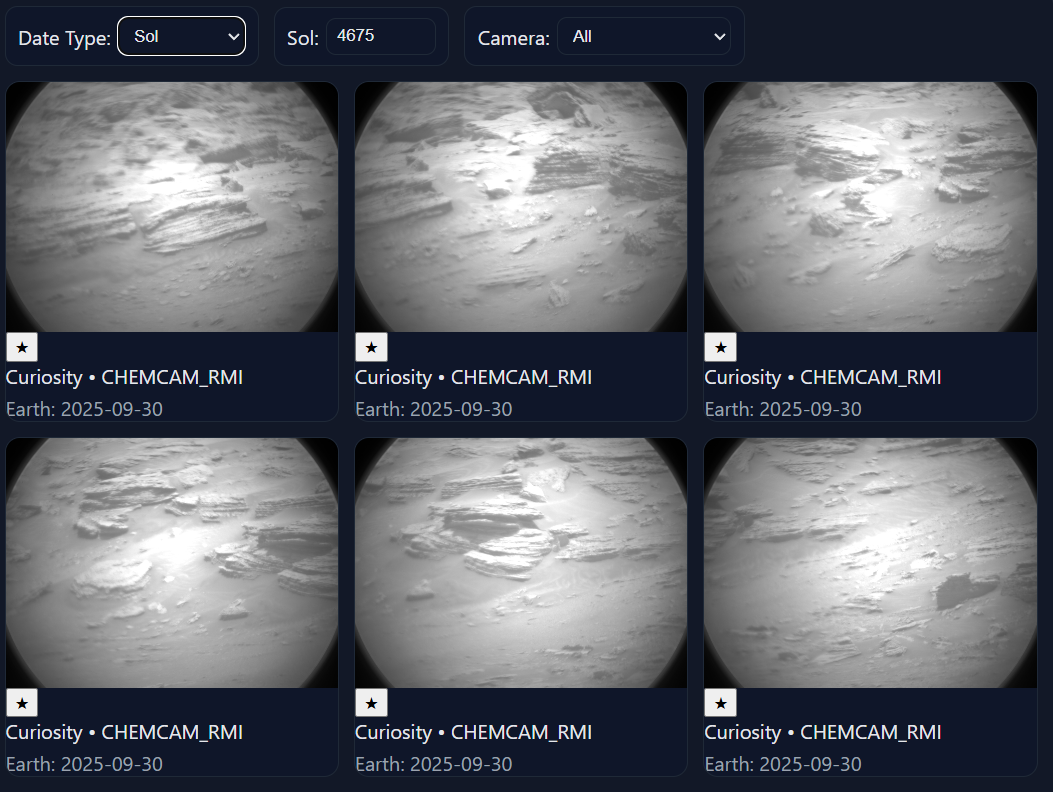 Date Type: Sol Sol: 4675 Camera: All
★ ★ ★
Curiosity • CHEMCAM_RMI Curiosity • CHEMCAM_RMI Curiosity • CHEMCAM_RMI
Earth: 2025-09-30 Earth: 2025-09-30 Earth: 2025-09-30
★ ★ ★
Curiosity • CHEMCAM_RMI Curiosity • CHEMCAM_RMI Curiosity • CHEMCAM_RMI
Earth: 2025-09-30 Earth: 2025-09-30 Earth: 2025-09-30